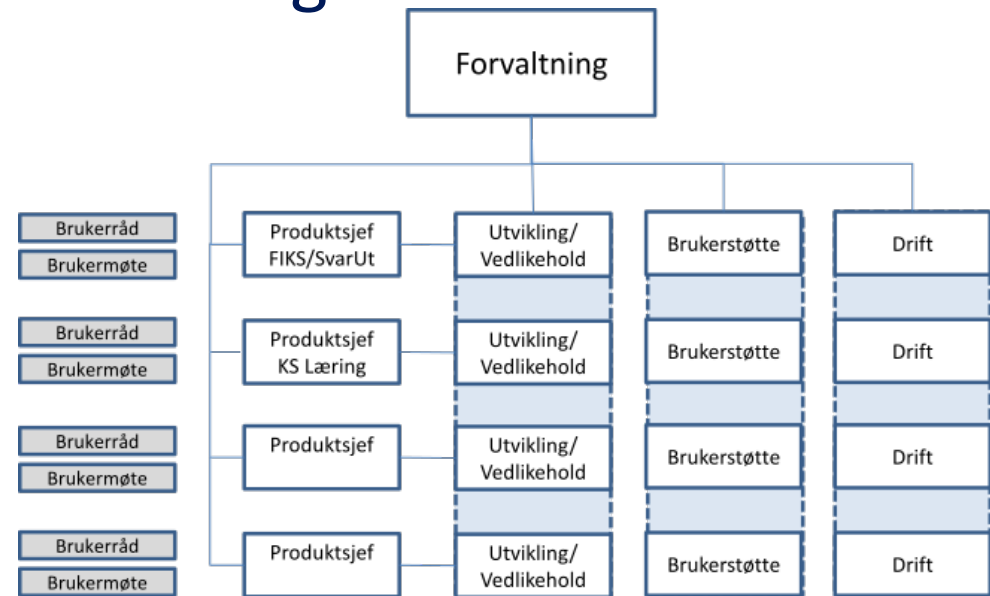 Forvaltning
Brukerråd
Brukermøte
Produktsjef
FIKS/SvarUt
Utvikling/
Vedlikehold
Brukerstøtte
Drift
Brukerråd
Brukermøte
Produktsjef
KS Læring
Utvikling/
Vedlikehold
Brukerstøtte
Drift
Brukerråd
Brukermøte
Produktsjef
Utvikling/
Vedlikehold
Brukerstøtte
Drift
Brukerråd
Brukermøte
Produktsjef
Utvikling/
Vedlikehold
Brukerstøtte
Drift